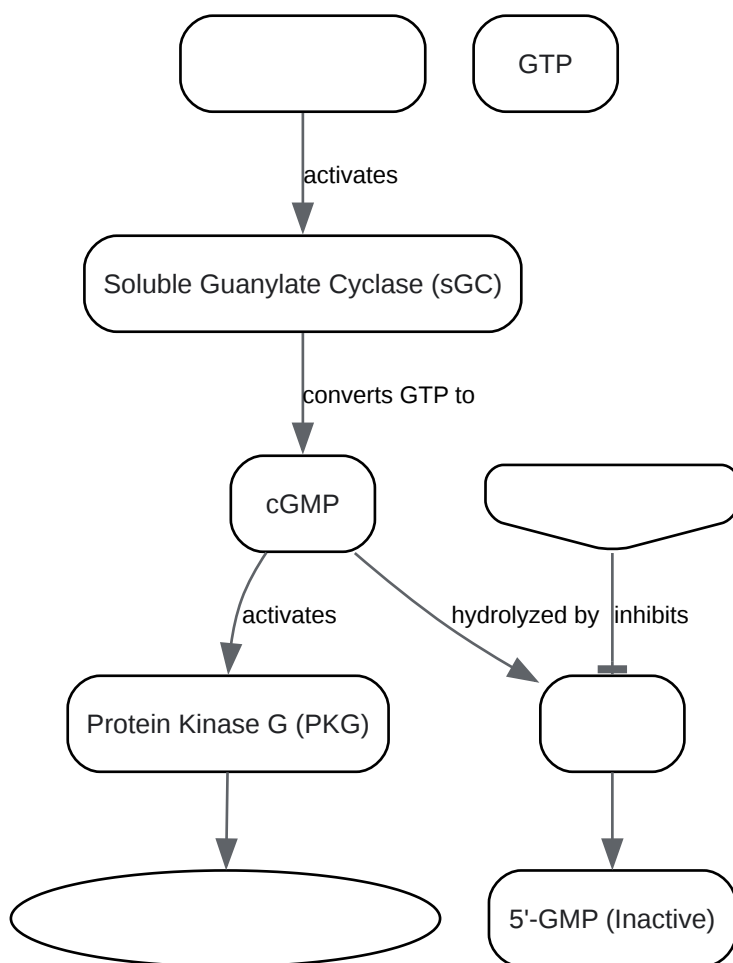 GTP
activates
Soluble Guanylate Cyclase (sGC)
converts GTP to
cGMP
activates
hydrolyzed by
inhibits
Protein Kinase G (PKG)
5'-GMP (Inactive)